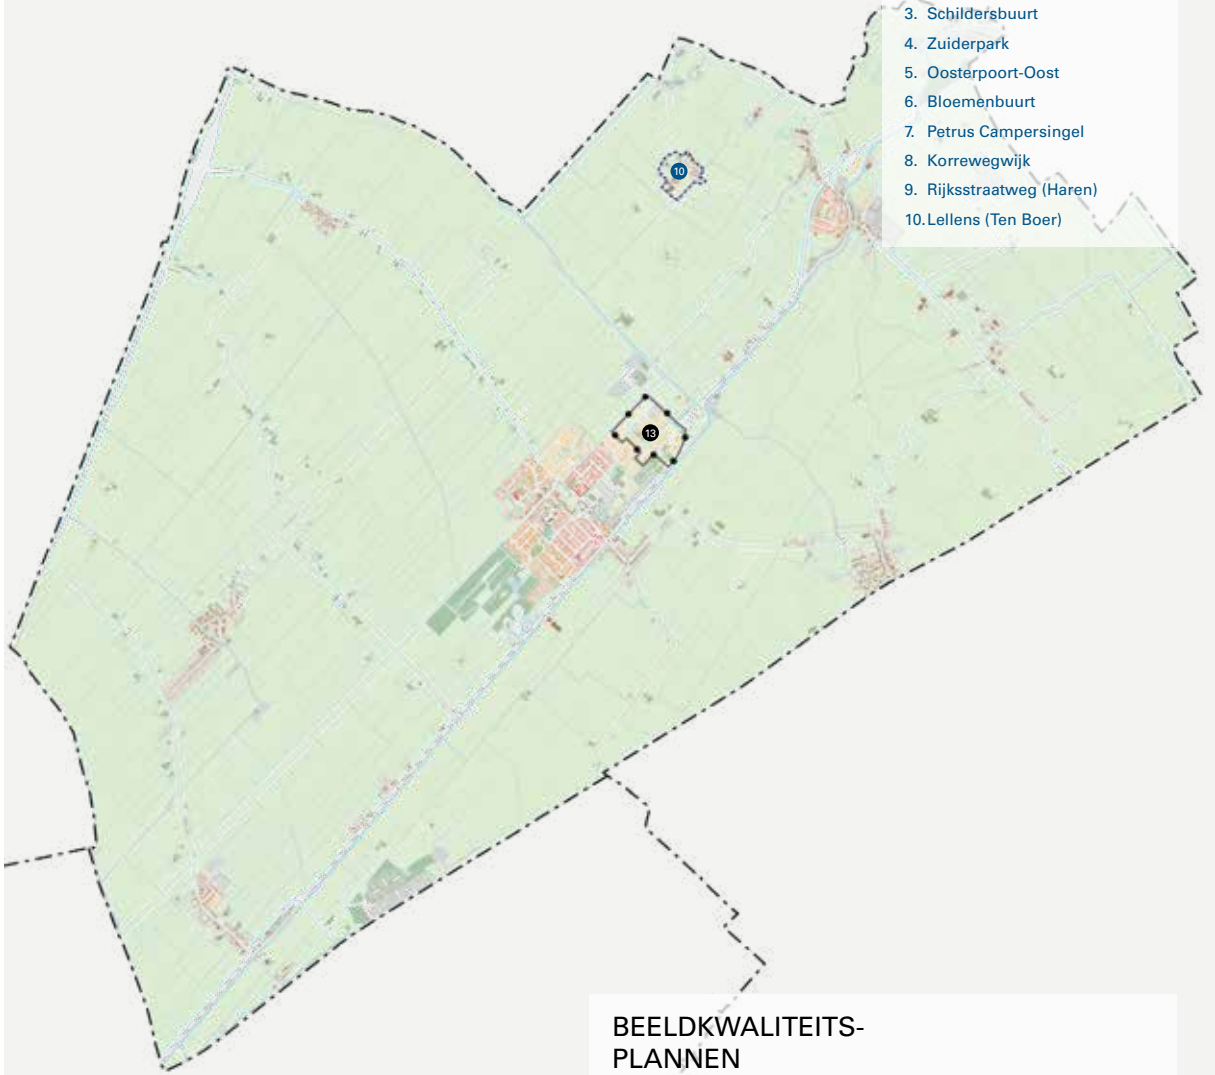 3. Schildersbuurt
4. Zuiderpark
5. Oosterpoort-Oost
6. Bloemenbuurt
7. Petrus Campersingel
8. Korrewegwijk
9. Rijksstraatweg (Haren)
10. Lellens (Ten Boer)
10
13
BEELDKWALITEITS-
PLANNEN